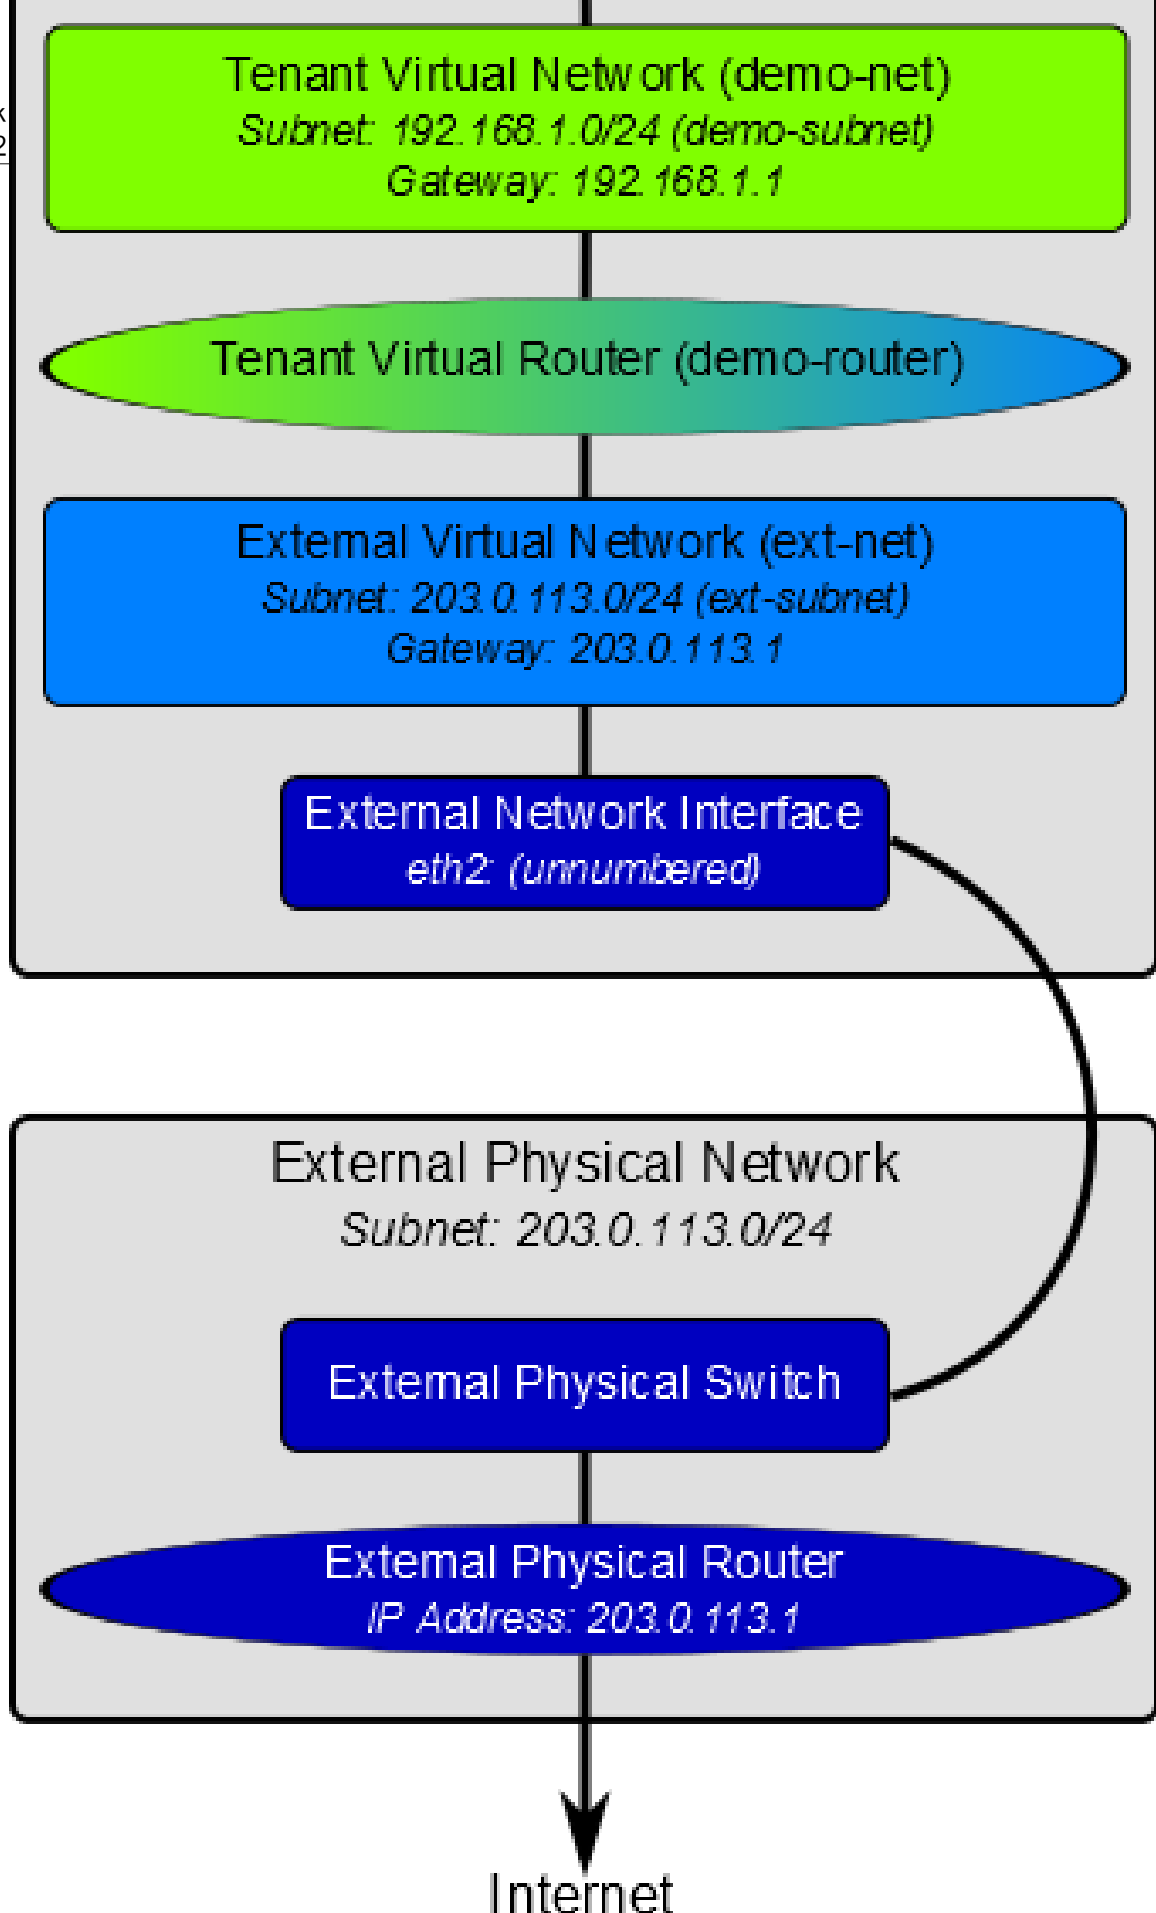 Tenant Virtual Network (demo-net)
Subnet: 192.168.1.0/24 (demo-subnet)
Gateway: 192.168.1.1
Tenant Virtual Router (demo-router)
External Virtual Network (ext-net)
Subnet: 203.0.113.0/24 (ext-subnet)
Gateway: 203.0.113.1
External Network Interface
eth2: (unnumbered)
External Physical Network
Subnet: 203.0.113.0/24
External Physical Switch
External Physical Router
IP Address: 203.0.113.1
Internet